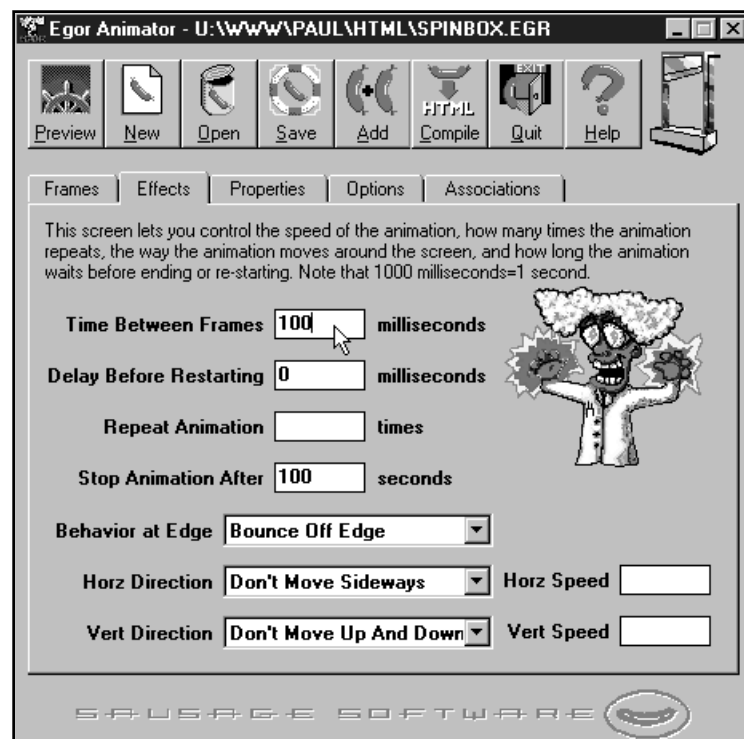 Egor Animator - U:\WWW\PAUL\HTML\SPINBOX.EGR
Preview New Open Save Add HTML Compile EXIT Quit Help
Frames Effects Properties Options Associations
This screen lets you control the speed of the animation, how many times the animation
repeats, the way the animation moves around the screen, and how long the animation
waits before ending or re-starting. Note that 1000 milliseconds=1 second.
Time Between Frames 100 milliseconds
Delay Before Restarting 0 milliseconds
Repeat Animation times
Stop Animation After 100 seconds
Behavior at Edge Bounce Off Edge
Horz Direction Don't Move Sideways Horz Speed
Vert Direction Don't Move Up And Down Vert Speed
SAUSAGE SOFTWARE